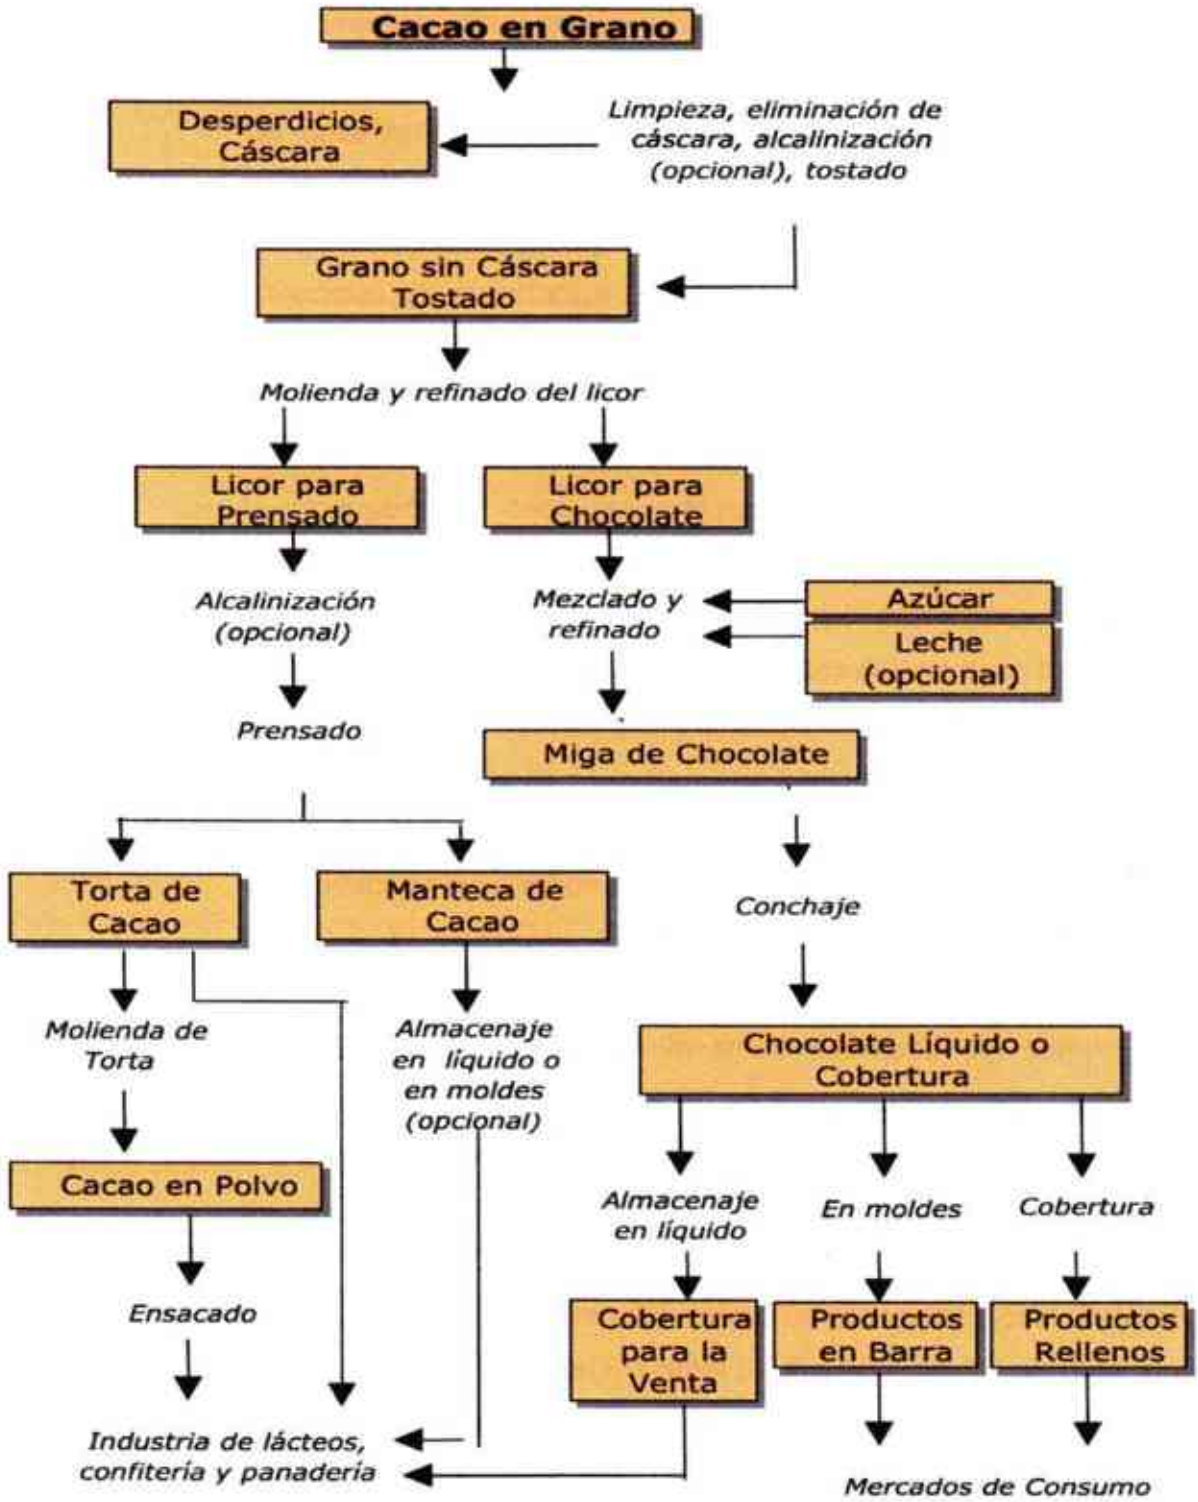 Cacao en Grano
Desperdicios,
Cáscara
Limpieza, eliminación de
cáscara, alcalinización
(opcional), tostado
Grano sin Cáscara
Tostado
Molienda y refinado del licor
Licor para
Prensado
Licor para
Chocolate
Alcalinización
(opcional)
Mezclado y
refinado
Azúcar
Leche
(opcional)
Prensado
Miga de Chocolate
Torta de
Cacao
Manteca de
Cacao
Conchaje
Molienda de
Torta
Almacenaje
en líquido o
en moldes
(opcional)
Chocolate Líquido o
Cobertura
Cacao en Polvo
Almacenaje
en líquido
En moldes
Cobertura
Ensacado
Cobertura
para la
Venta
Productos
en Barra
Productos
Rellenos
Industria de lácteos,
confitería y panadería
Mercados de Consumo